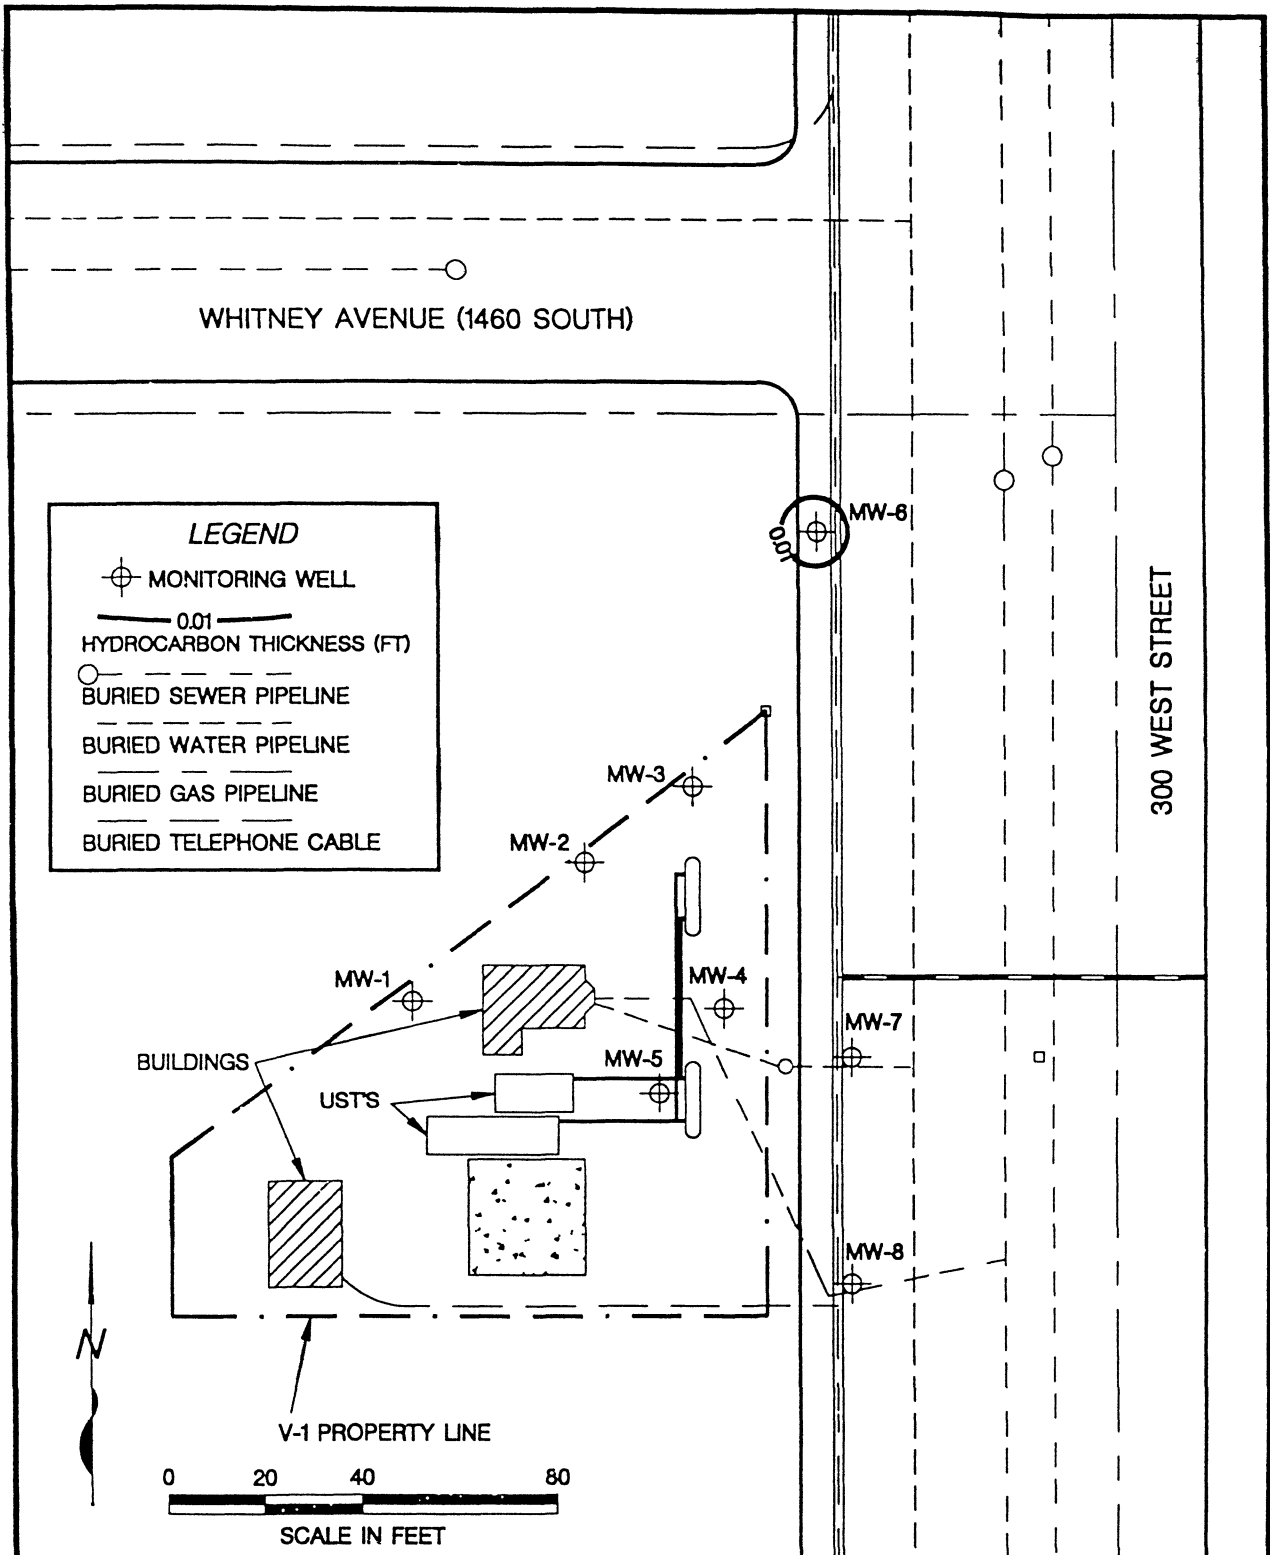 WHITNEY AVENUE (1460 SOUTH)
LEGEND
MONITORING WELL
0.01
HYDROCARBON THICKNESS (FT)
BURIED SEWER PIPELINE
BURIED WATER PIPELINE
BURIED GAS PIPELINE
BURIED TELEPHONE CABLE
MW-6
0.01
300 WEST STREET
MW-3
MW-2
MW-1
MW-4
MW-7
BUILDINGS
MW-5
UST'S
MW-8
N
V-1 PROPERTY LINE
0 20 40 80
SCALE IN FEET